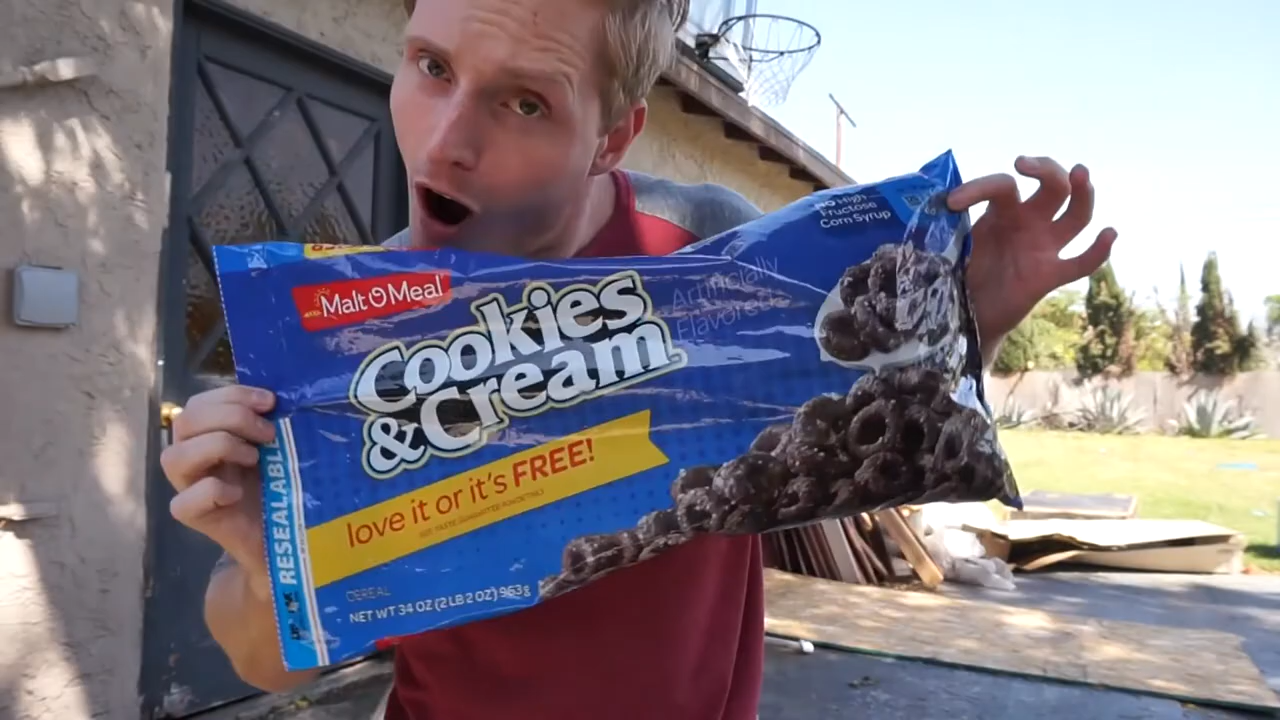 Malt O Meal
Cookies
& Cream
Artificially
Flavored
NO High
Fructose
Corn Syrup
love it or it's FREE!
RESEALABLE
CEREAL
NET WT 34 OZ (2 LB 2 OZ) 963g